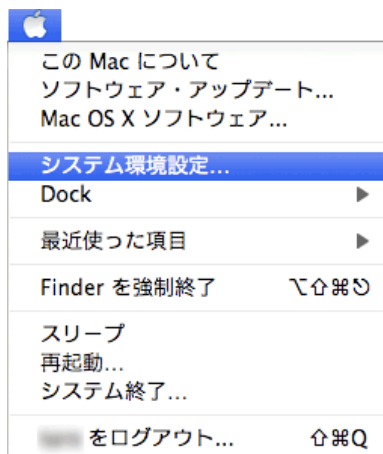 この Mac について
ソフトウェア・アップデート...
Mac OS X ソフトウェア...
システム環境設定...
Dock ▶
最近使った項目 ▶
Finder を強制終了 ⌥⇧⌘⎋
スリープ
再起動...
システム終了...
をログアウト... ⇧⌘Q